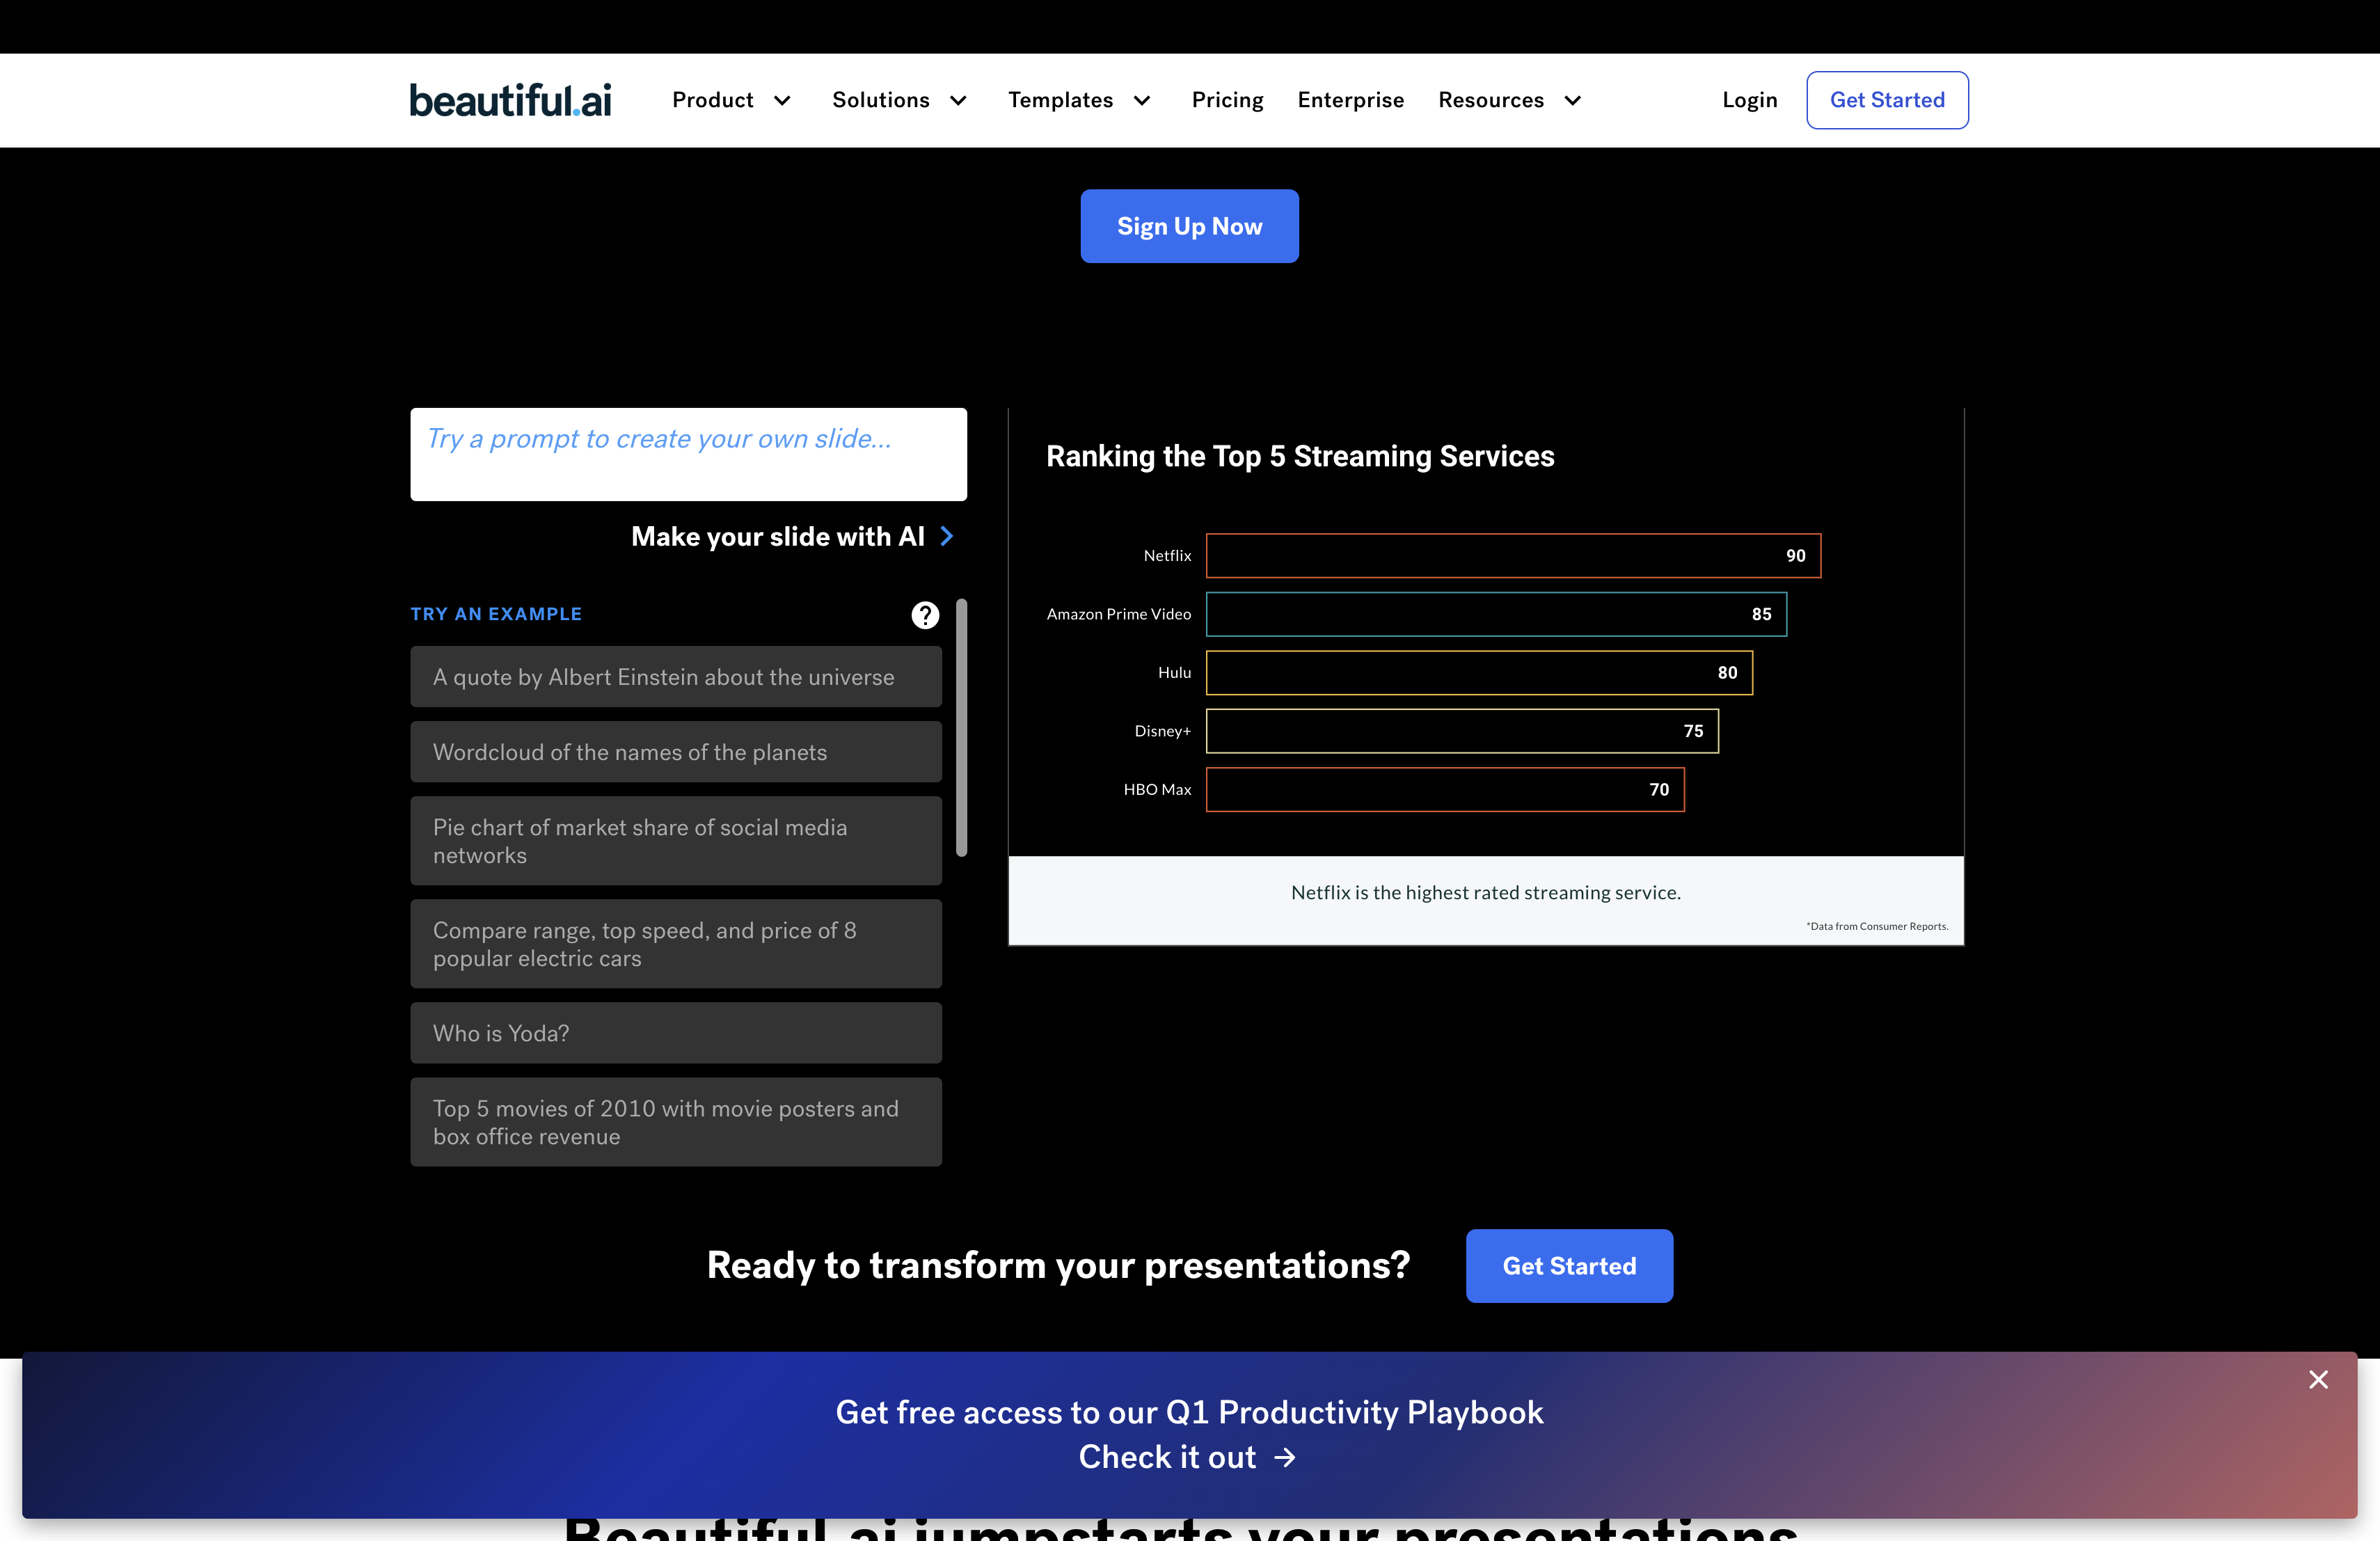 beautiful.ai
Product
Solutions
Templates
Pricing
Enterprise
Resources
Login
Get Started
Sign Up Now
Try a prompt to create your own slide...
Make your slide with AI
TRY AN EXAMPLE
?
A quote by Albert Einstein about the universe
Wordcloud of the names of the planets
Pie chart of market share of social media
networks
Compare range, top speed, and price of 8
popular electric cars
Who is Yoda?
Top 5 movies of 2010 with movie posters and
box office revenue
Ranking the Top 5 Streaming Services
Netflix 90
Amazon Prime Video 85
Hulu 80
Disney+ 75
HBO Max 70
Netflix is the highest rated streaming service.
*Data from Consumer Reports.
Ready to transform your presentations?
Get Started
Get free access to our Q1 Productivity Playbook
Check it out →
Beautiful.ai jumpstarts your presentations